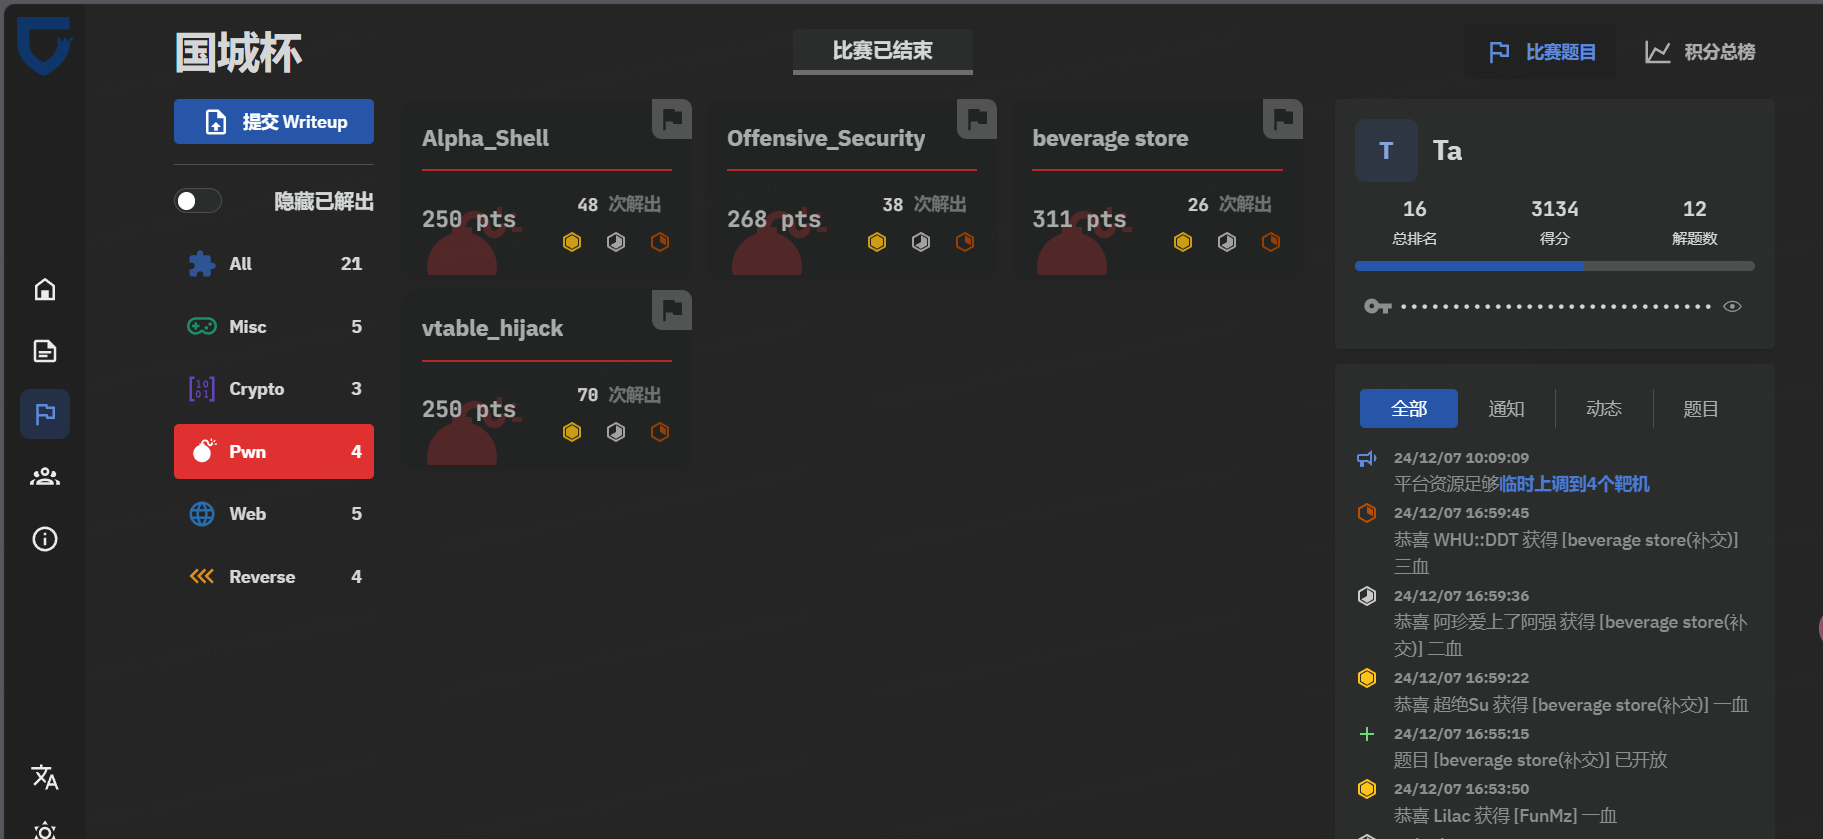 国城杯
比赛已结束
比赛题目
积分总榜
提交 Writeup
隐藏已解出
All 21
Misc 5
Crypto 3
Pwn 4
Web 5
Reverse 4
Alpha_Shell
250 pts
48 次解出
Offensive_Security
268 pts
38 次解出
beverage store
311 pts
26 次解出
vtable_hijack
250 pts
70 次解出
T Ta
16 3134 12
总排名 得分 解题数
全部 通知 动态 题目
24/12/07 10:09:09
平台资源足够临时上调到4个靶机
24/12/07 16:59:45
恭喜 WHU::DDT 获得 [beverage store(补交)]
三血
24/12/07 16:59:36
恭喜 阿珍爱上了阿强 获得 [beverage store(补
交)] 二血
24/12/07 16:59:22
恭喜 超绝Su 获得 [beverage store(补交)] 一血
24/12/07 16:55:15
题目 [beverage store(补交)] 已开放
24/12/07 16:53:50
恭喜 Lilac 获得 [FunMz] 一血